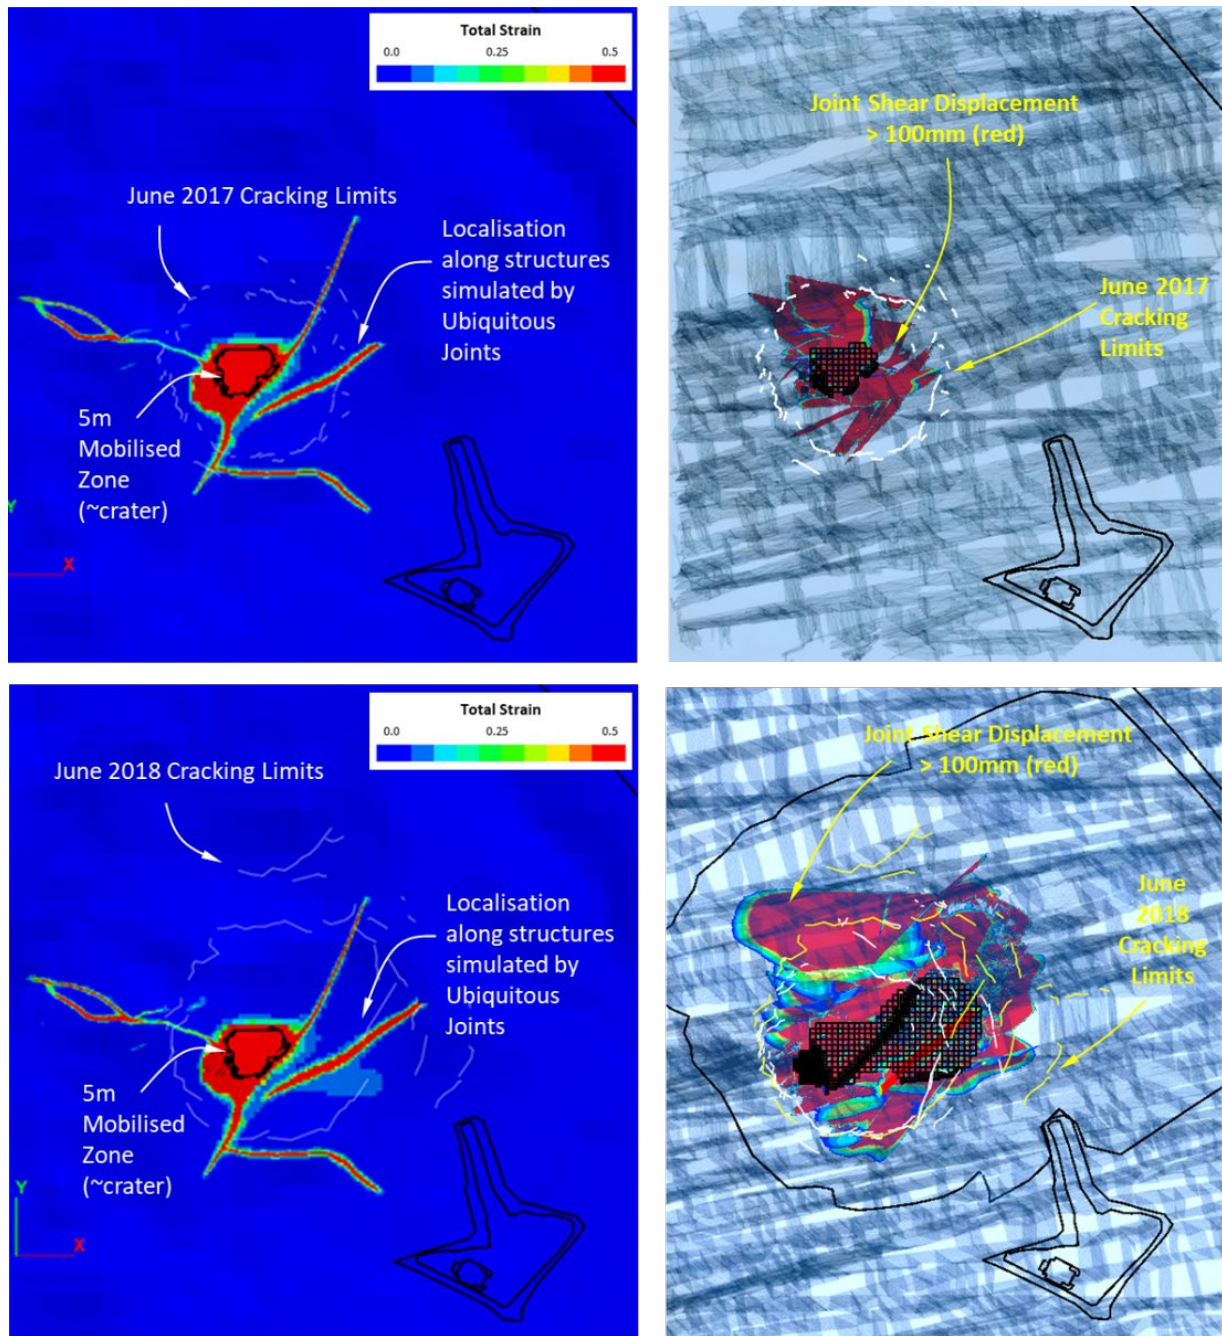 Total Strain
0.0 0.25 0.5
June 2017 Cracking Limits
Localisation
along structures
simulated by
Ubiquitous
Joints
5m
Mobilised
Zone
(~crater)
Y
X
Joint Shear Displacement
> 100mm (red)
June 2017
Cracking
Limits
Total Strain
0.0 0.25 0.5
June 2018 Cracking Limits
Localisation
along structures
simulated by
Ubiquitous
Joints
5m
Mobilised
Zone
(~crater)
Y
X
Joint Shear Displacement
> 100mm (red)
June
2018
Cracking
Limits